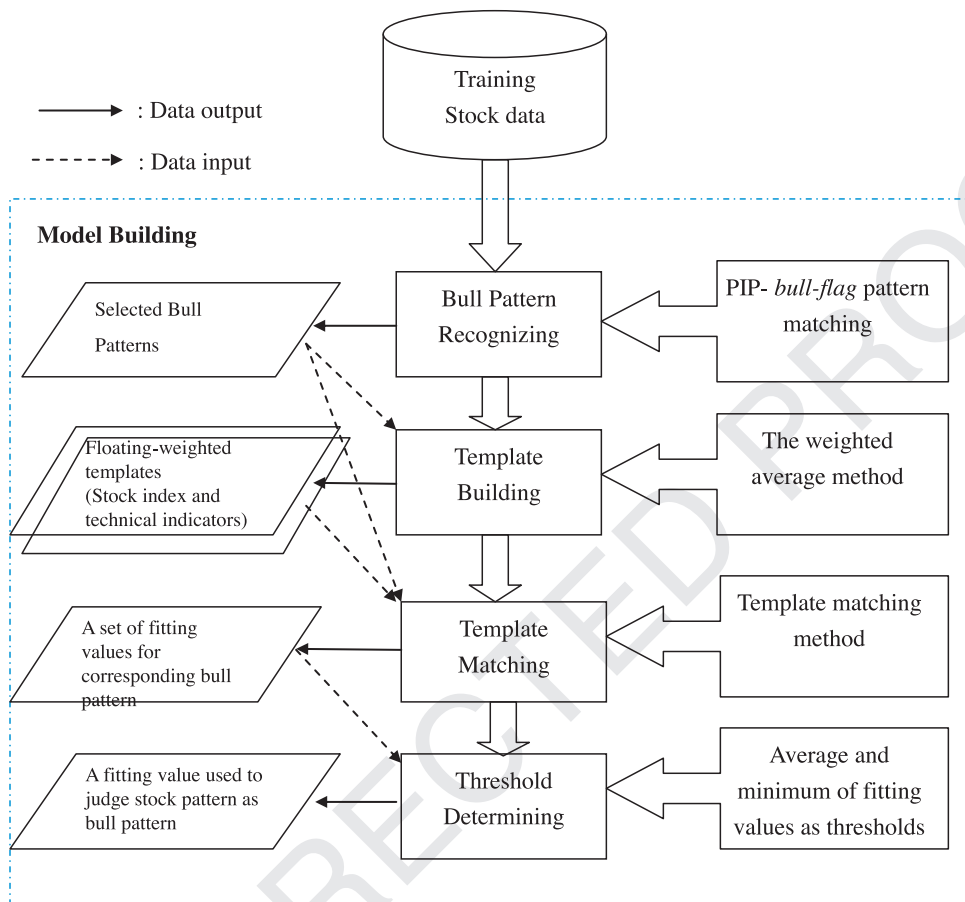 Training
Stock data
: Data output
: Data input
Model Building
Selected Bull
Patterns
Bull Pattern
Recognizing
PIP- bull-flag pattern
matching
Floating-weighted
templates
(Stock index and
technical indicators)
Template
Building
The weighted
average method
A set of fitting
values for
corresponding bull
pattern
Template
Matching
Template matching
method
A fitting value used to
judge stock pattern as
bull pattern
Threshold
Determining
Average and
minimum of fitting
values as thresholds
RECTED PROO